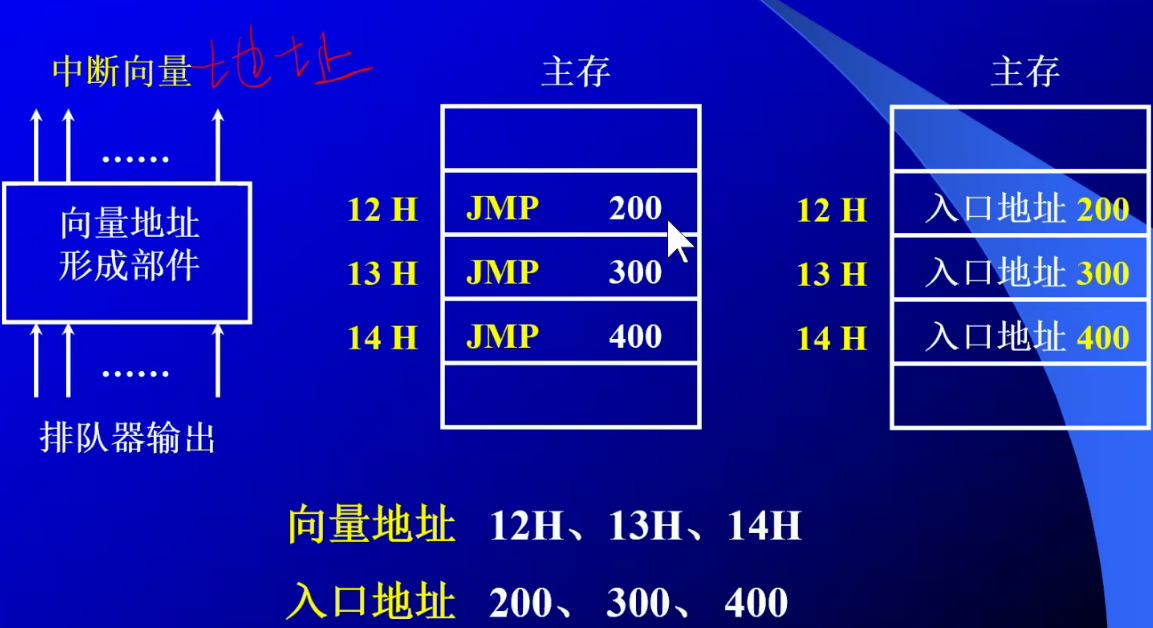 中断向量地址
主存
主存
……
向量地址
形成部件
……
排队器输出
12 H JMP 200
13 H JMP 300
14 H JMP 400
12 H 入口地址 200
13 H 入口地址 300
14 H 入口地址 400
向量地址 12H、13H、14H
入口地址 200、 300、 400